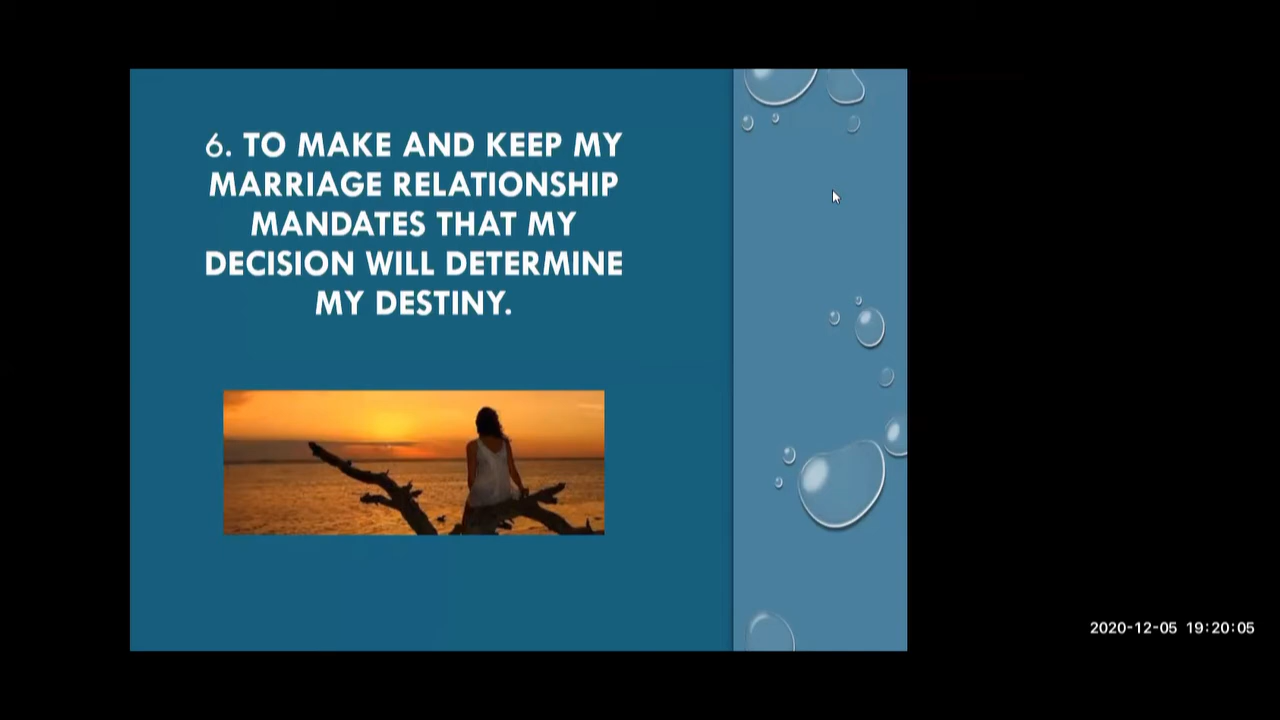 6. TO MAKE AND KEEP MY
MARRIAGE RELATIONSHIP
MANDATES THAT MY
DECISION WILL DETERMINE
MY DESTINY.
2020-12-05 19:20:05